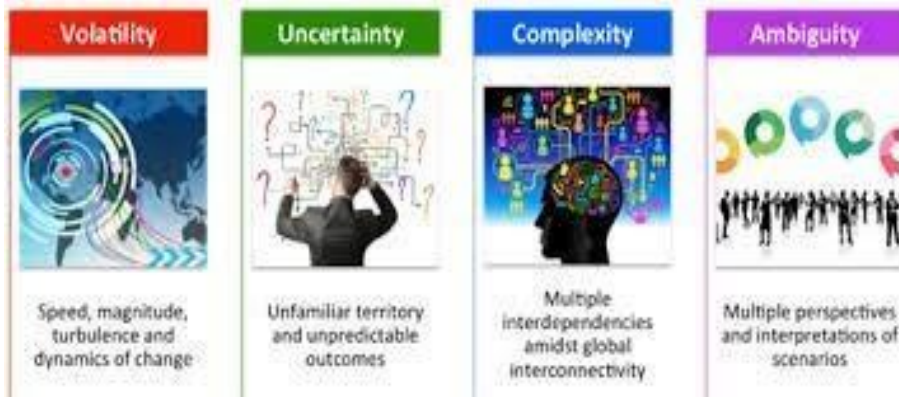 Volatility
Speed, magnitude,
turbulence and
dynamics of change
Uncertainty
Unfamiliar territory
and unpredictable
outcomes
Complexity
Multiple
interdependencies
amidst global
interconnectivity
Ambiguity
Multiple perspectives
and interpretations of
scenarios